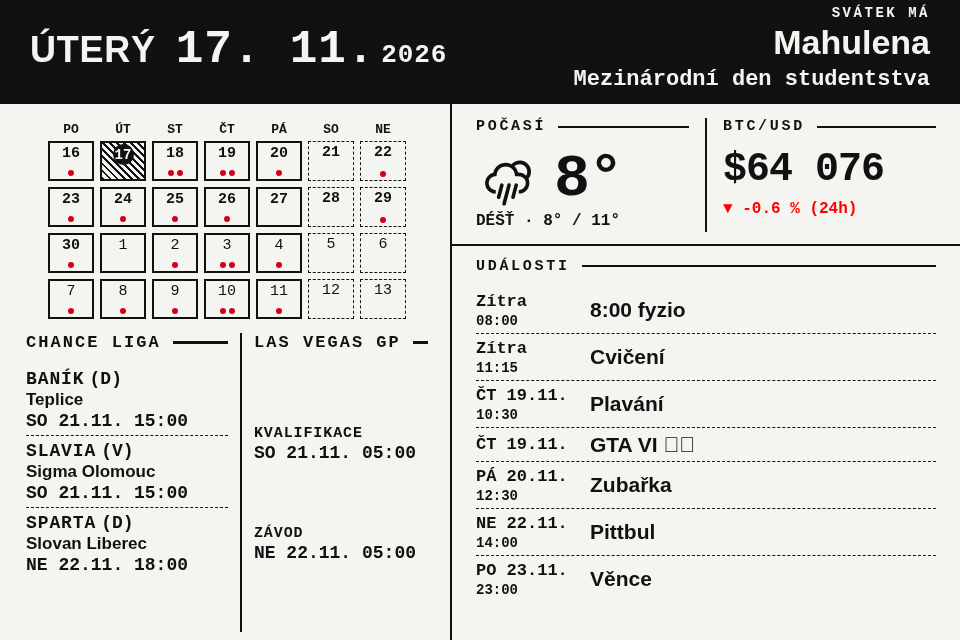 ÚTERÝ 17. 11. 2026
SVÁTEK MÁ
Mahulena
Mezinárodní den studentstva
PO ÚT ST ČT PÁ SO NE
16 17 18 19 20 21 22
23 24 25 26 27 28 29
30 1 2 3 4 5 6
7 8 9 10 11 12 13
CHANCE LIGA
BANÍK (D)
Teplice
SO 21.11. 15:00
SLAVIA (V)
Sigma Olomouc
SO 21.11. 15:00
SPARTA (D)
Slovan Liberec
NE 22.11. 18:00
LAS VEGAS GP
KVALIFIKACE
SO 21.11. 05:00
ZÁVOD
NE 22.11. 05:00
POČASÍ
8°
DÉŠŤ · 8° / 11°
BTC/USD
$64 076
▼ -0.6 % (24h)
UDÁLOSTI
Zítra
08:00
8:00 fyzio
Zítra
11:15
Cvičení
ČT 19.11.
10:30
Plavání
ČT 19.11.
GTA VI
PÁ 20.11.
12:30
Zubařka
NE 22.11.
14:00
Pittbul
PO 23.11.
23:00
Věnce